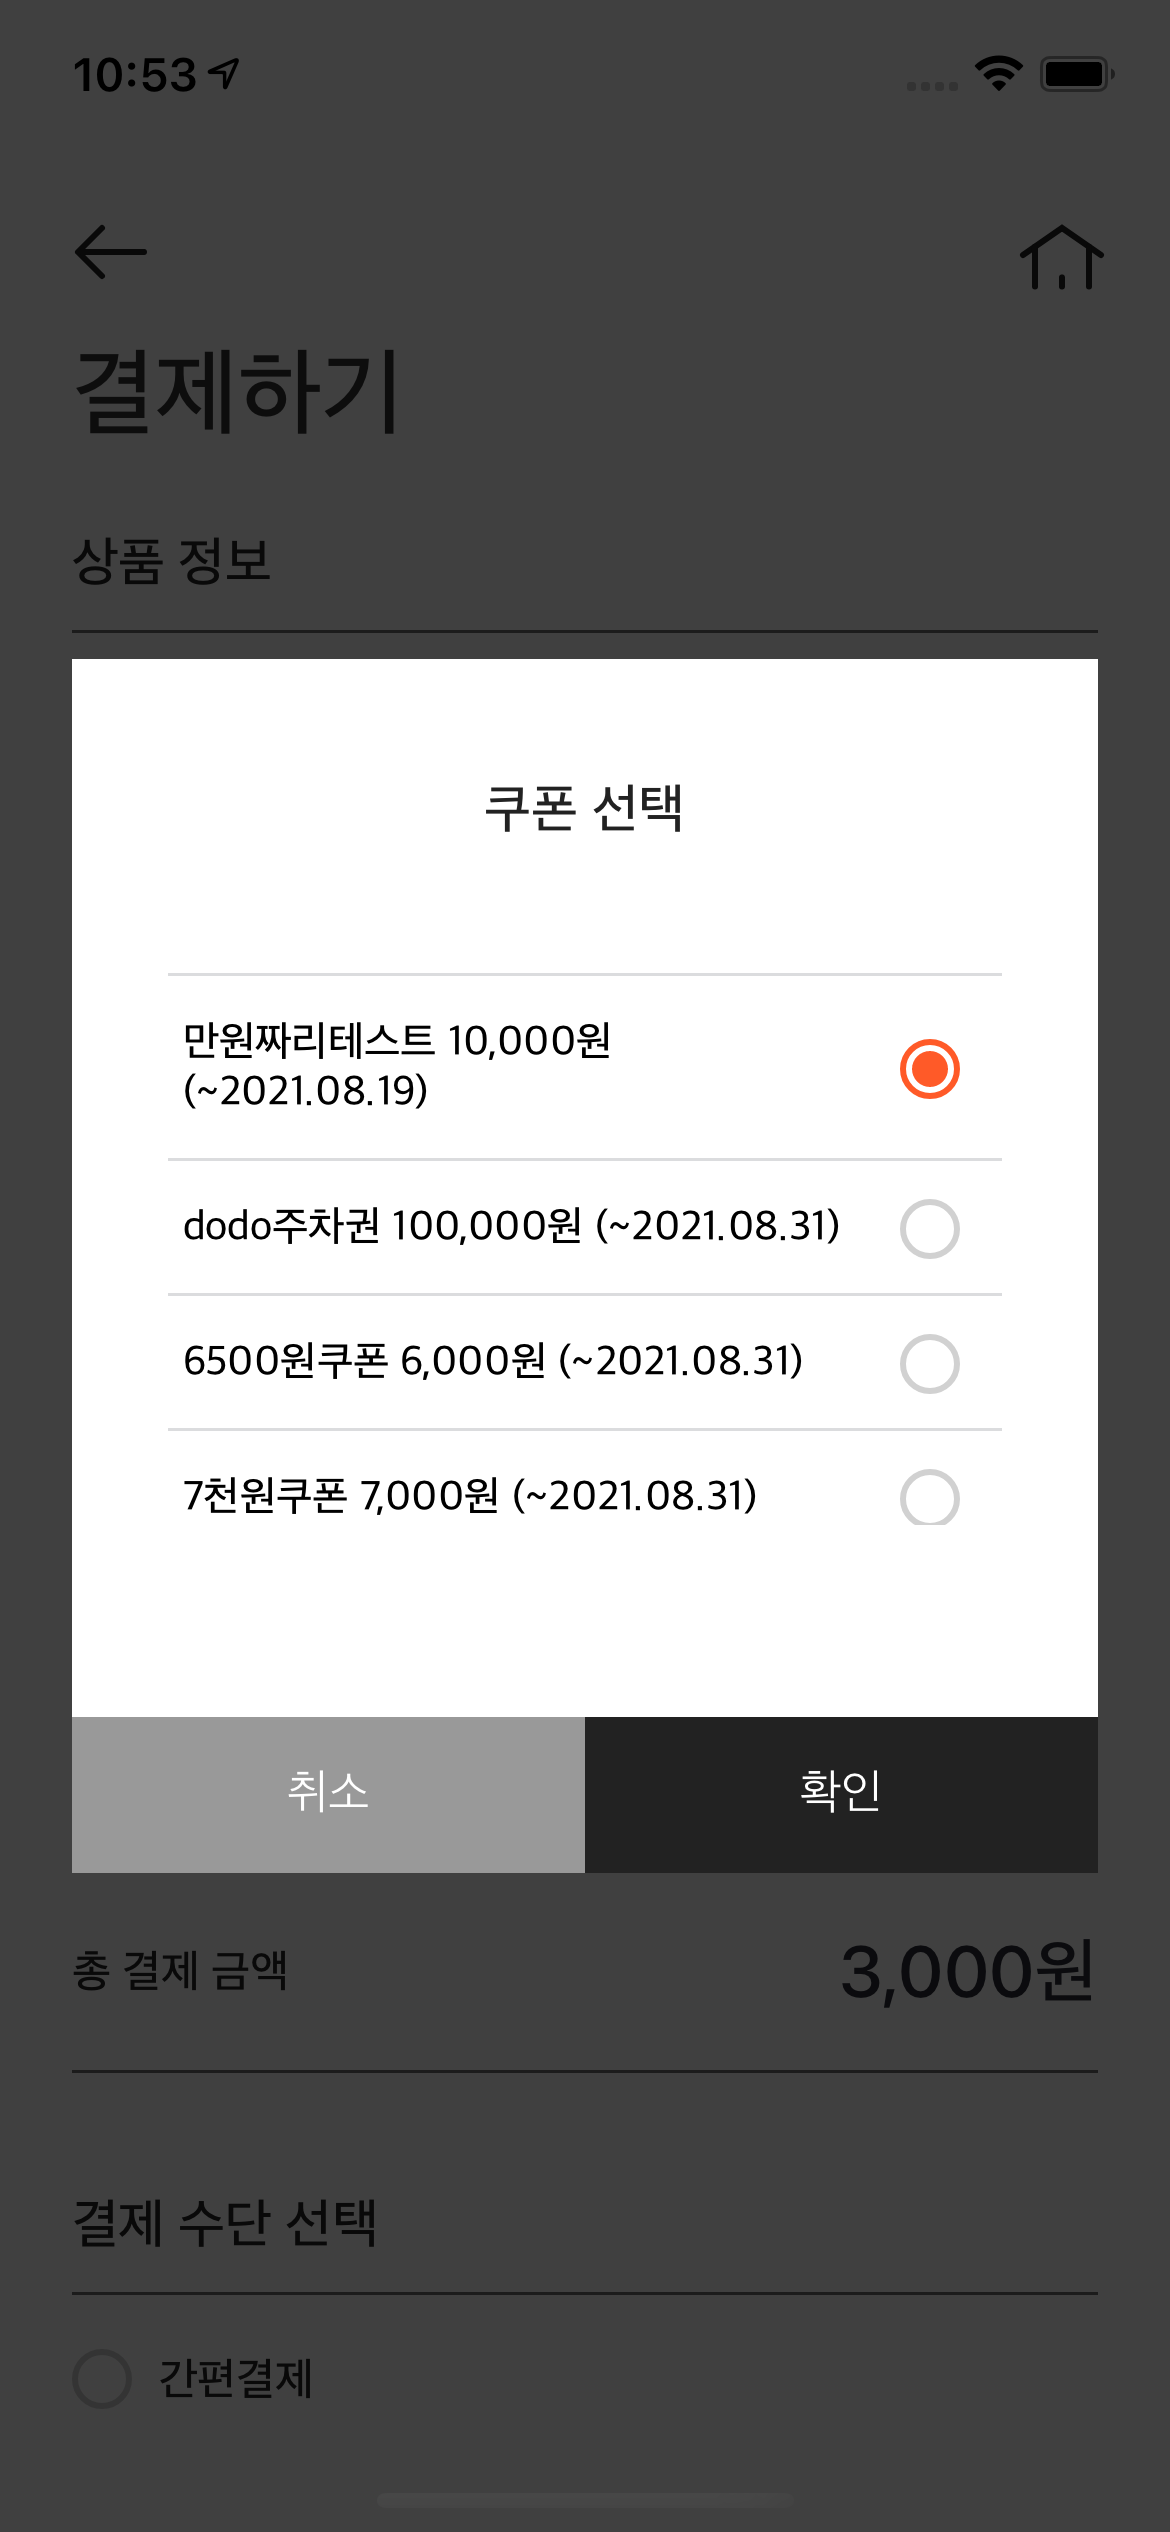 10:53
결제하기
상품 정보
쿠폰 선택
만원짜리테스트 10,000원
(~2021.08.19)
dodo주차권 100,000원 (~2021.08.31)
6500원쿠폰 6,000원 (~2021.08.31)
7천원쿠폰 7,000원 (~2021.08.31)
취소
확인
총 결제 금액
3,000원
결제 수단 선택
간편결제